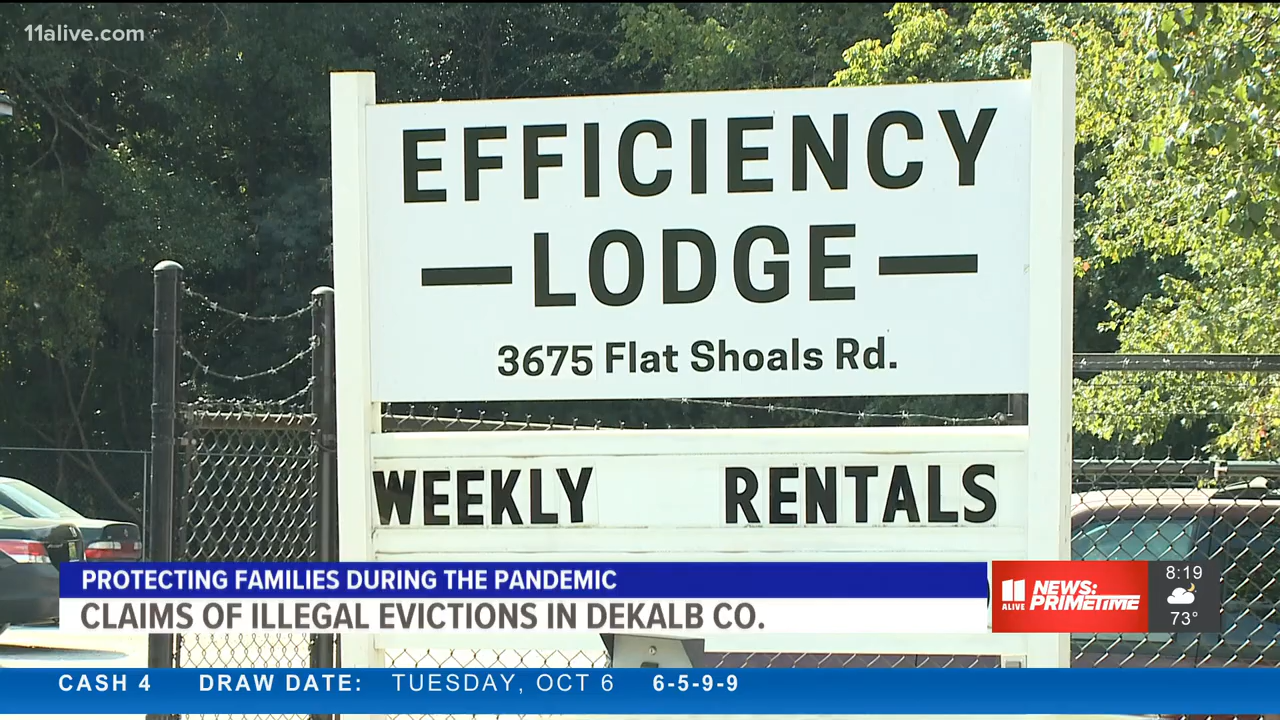 11alive.com
EFFICIENCY
— LODGE —
3675 Flat Shoals Rd.
WEEKLY RENTALS
PROTECTING FAMILIES DURING THE PANDEMIC
CLAIMS OF ILLEGAL EVICTIONS IN DEKALB CO.
11 ALIVE NEWS: PRIMETIME
8:19
73°
CASH 4 DRAW DATE: TUESDAY, OCT 6 6-5-9-9